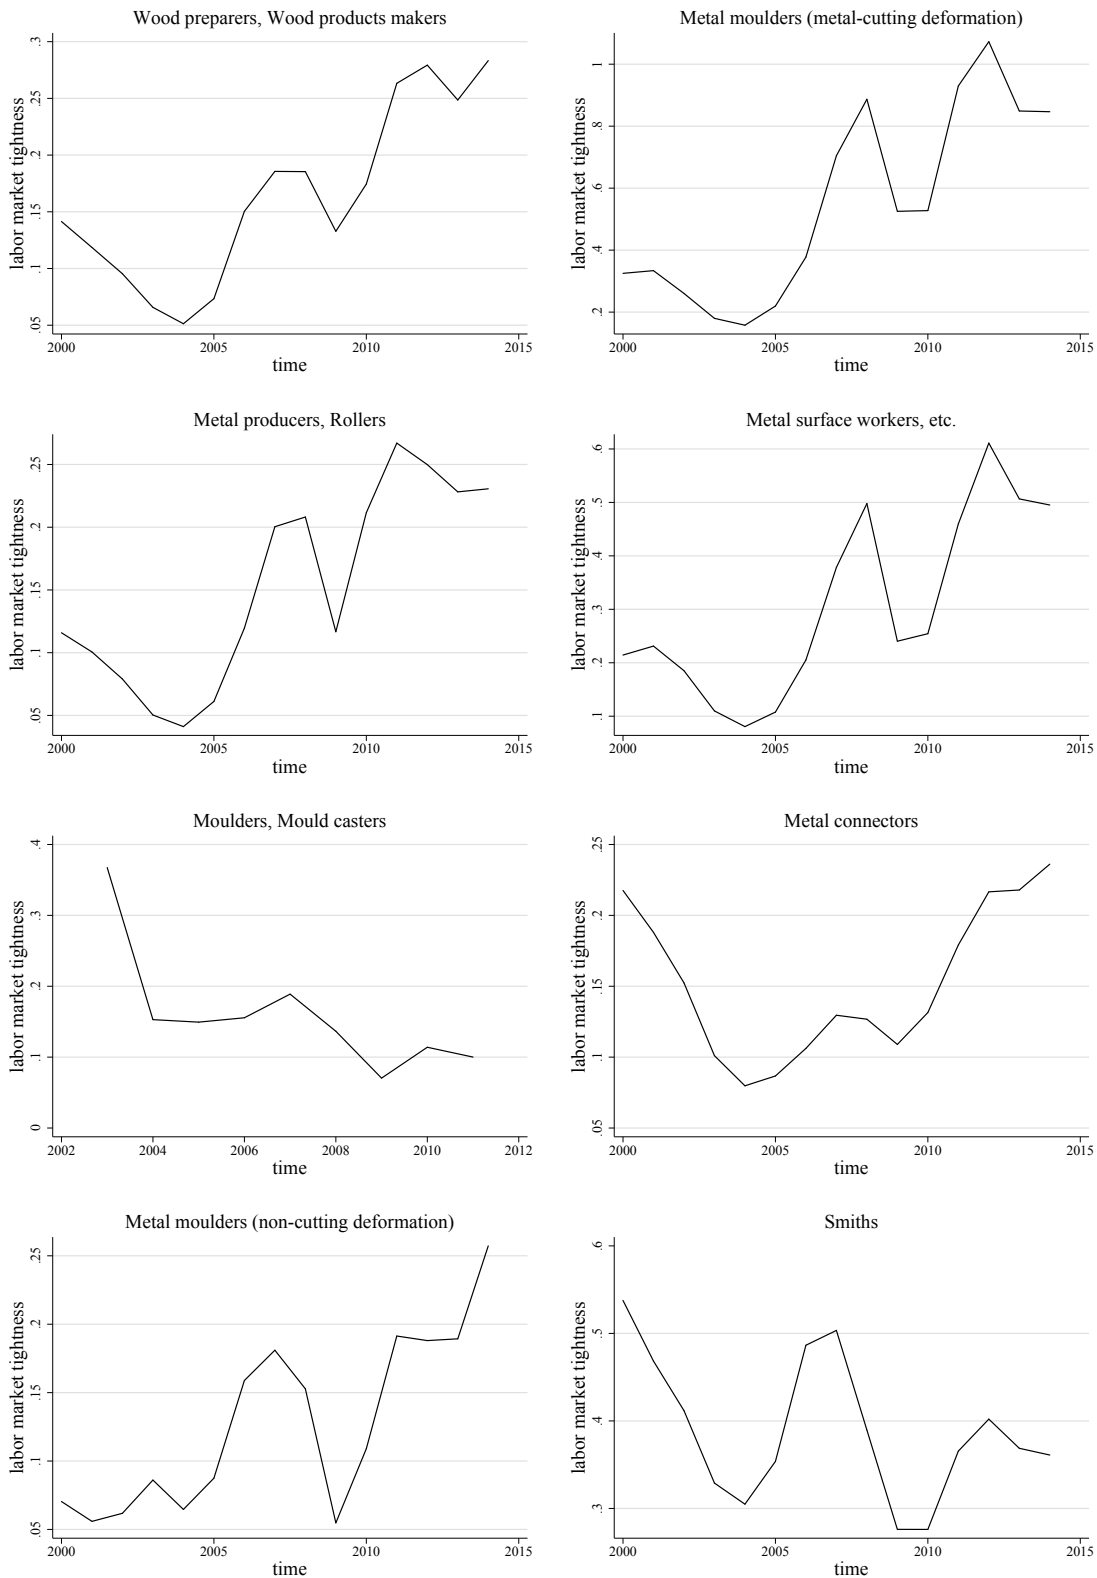 Wood preparers, Wood products makers
labor market tightness
.3
.25
.2
.15
.1
.05
2000 2005 2010 2015
time
Metal moulders (metal-cutting deformation)
labor market tightness
1
.8
.6
.4
.2
2000 2005 2010 2015
time
Metal producers, Rollers
labor market tightness
.25
.2
.15
.1
.05
2000 2005 2010 2015
time
Metal surface workers, etc.
labor market tightness
.6
.5
.4
.3
.2
.1
2000 2005 2010 2015
time
Moulders, Mould casters
labor market tightness
.4
.3
.2
.1
0
2002 2004 2006 2008 2010 2012
time
Metal connectors
labor market tightness
.25
.2
.15
.1
.05
2000 2005 2010 2015
time
Metal moulders (non-cutting deformation)
labor market tightness
.25
.2
.15
.1
.05
2000 2005 2010 2015
time
Smiths
labor market tightness
.6
.5
.4
.3
2000 2005 2010 2015
time